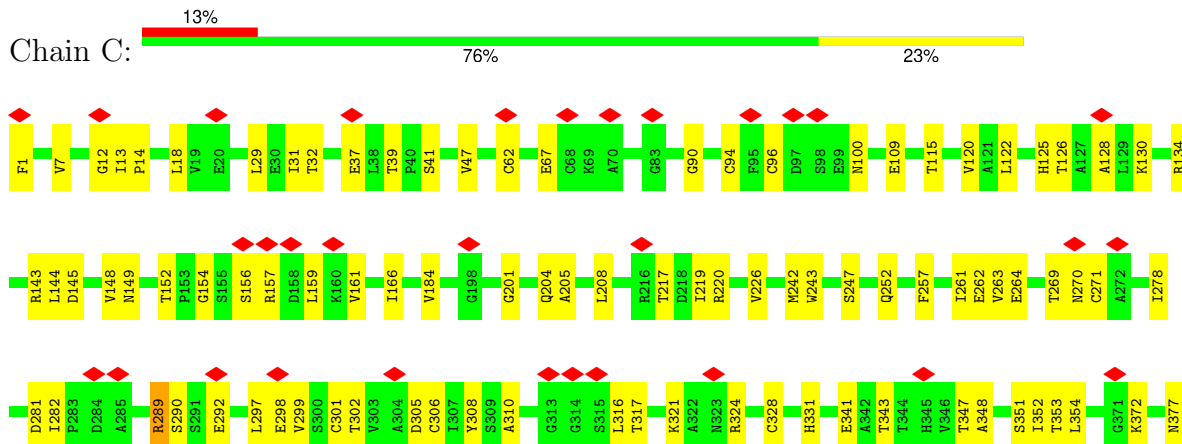 13%
Chain C:
76% 23%
F1 V7 G12 I13 P14 L18 V19 E20 L29 E30 I31 T32 E37 L38 T39 P40 S41 V47 C62 E67 C68 K69 A70 G83 G90 C94 F95 C96 D97 S98 E99 N100 E109 T115 V120 A121 L122 H125 T126 A127 A128 L129 K130 R134
R143 L144 D145 V148 N149 T152 P153 G154 S155 S156 R157 D158 L159 K160 V161 I166 V184 G198 G201 Q204 A205 L208 R216 T217 D218 I219 R220 V226 M242 W243 S247 Q252 F257 I261 E262 V263 E264 T269 N270 C271 A272 I278
D281 I282 P283 D284 A285 R289 S290 S291 E292 L297 E298 V299 S300 C301 T302 V303 A304 D305 C306 I307 Y308 S309 A310 G313 G314 S315 L316 T317 K321 A322 N323 R324 C328 H331 E341 A342 T343 T344 H345 V346 T347 A348 S351 I352 T353 L354 G371 K372 N377